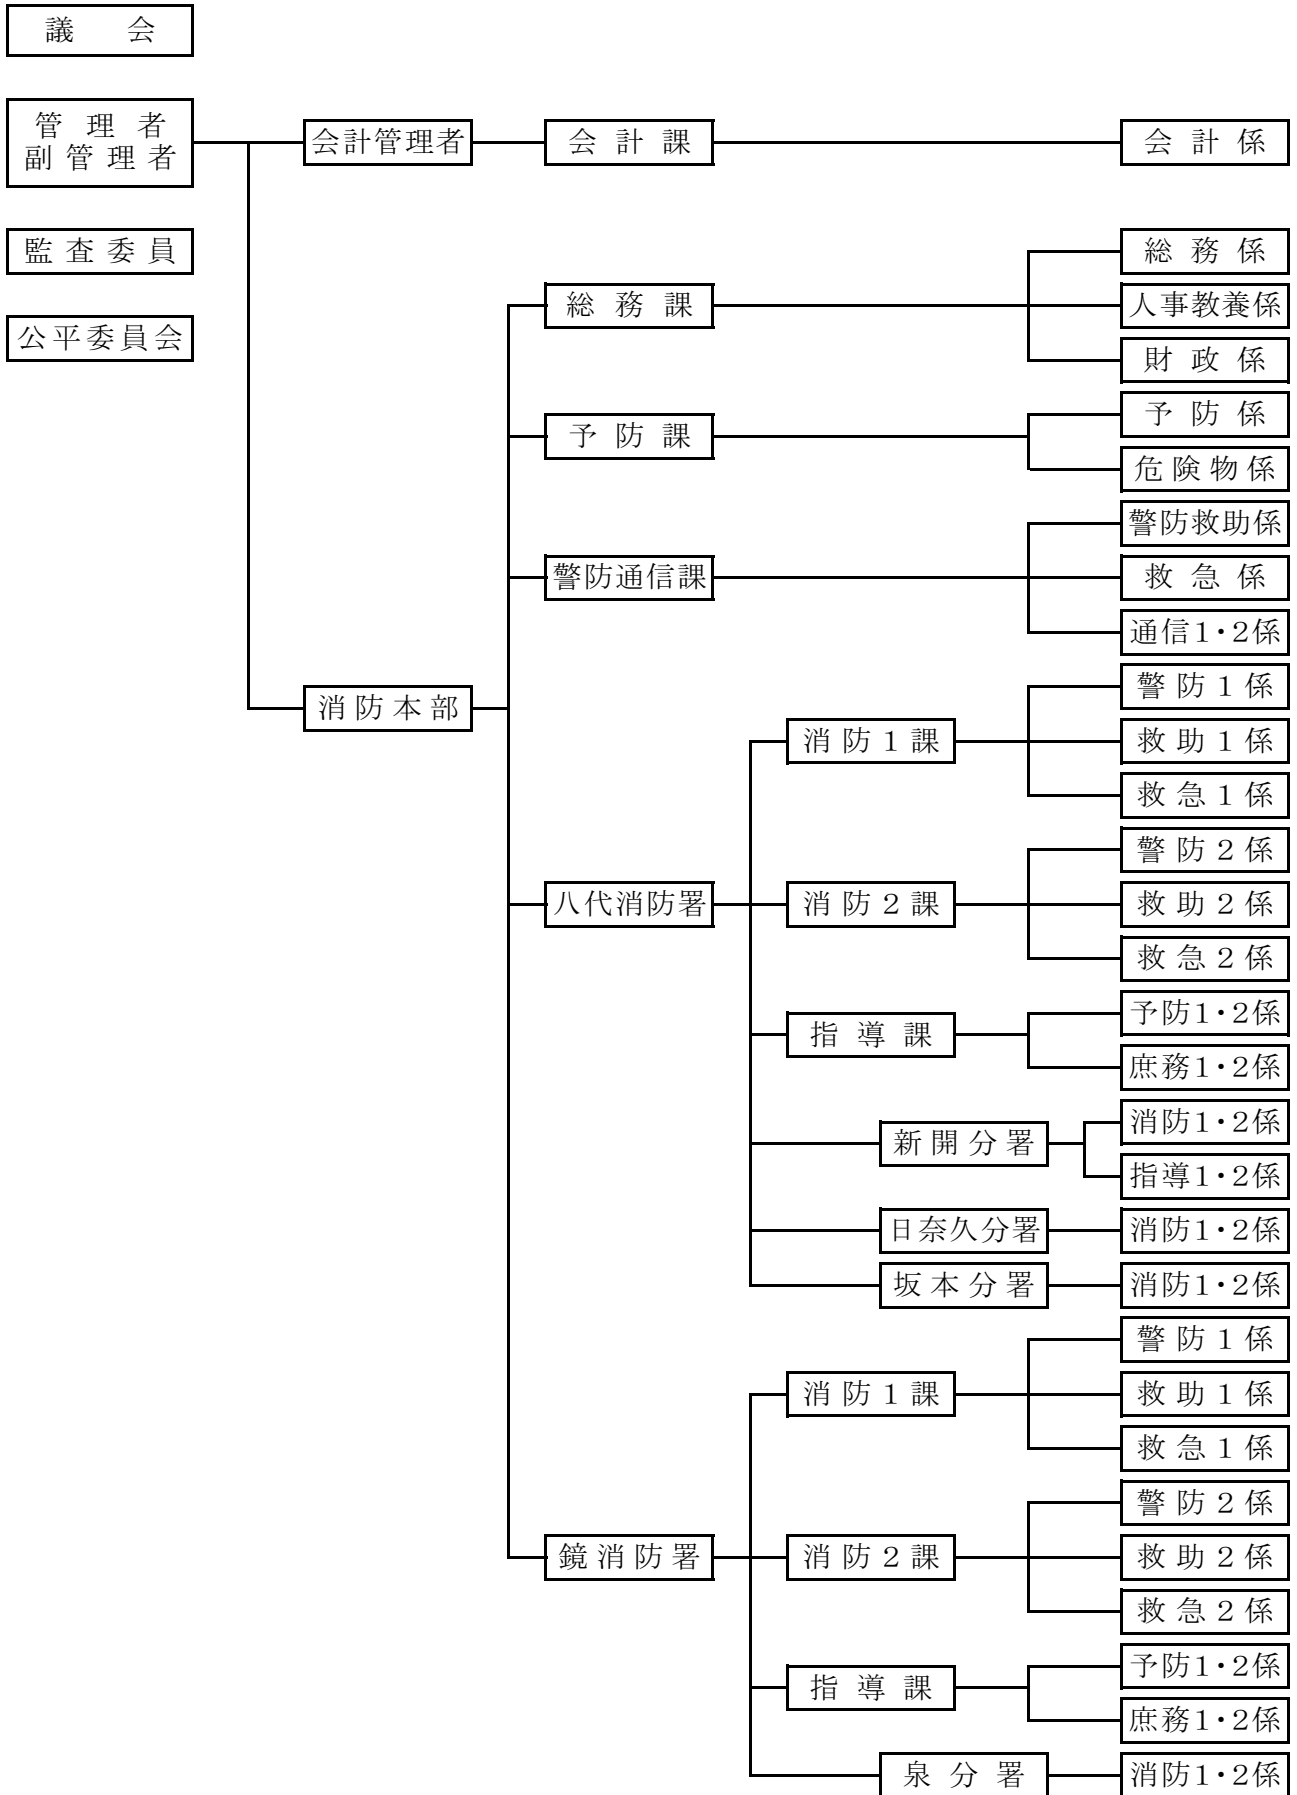 議　会
管理者
副管理者
会計管理者
会計課
会計係
監査委員
公平委員会
総務課
総務係
人事教養係
財政係
予防課
予防係
危険物係
警防通信課
警防救助係
救急係
通信1・2係
消防本部
八代消防署
消防1課
警防1係
救助1係
救急1係
消防2課
警防2係
救助2係
救急2係
指導課
予防1・2係
庶務1・2係
新開分署
消防1・2係
指導1・2係
日奈久分署
消防1・2係
坂本分署
消防1・2係
鏡消防署
消防1課
警防1係
救助1係
救急1係
消防2課
警防2係
救助2係
救急2係
指導課
予防1・2係
庶務1・2係
泉分署
消防1・2係